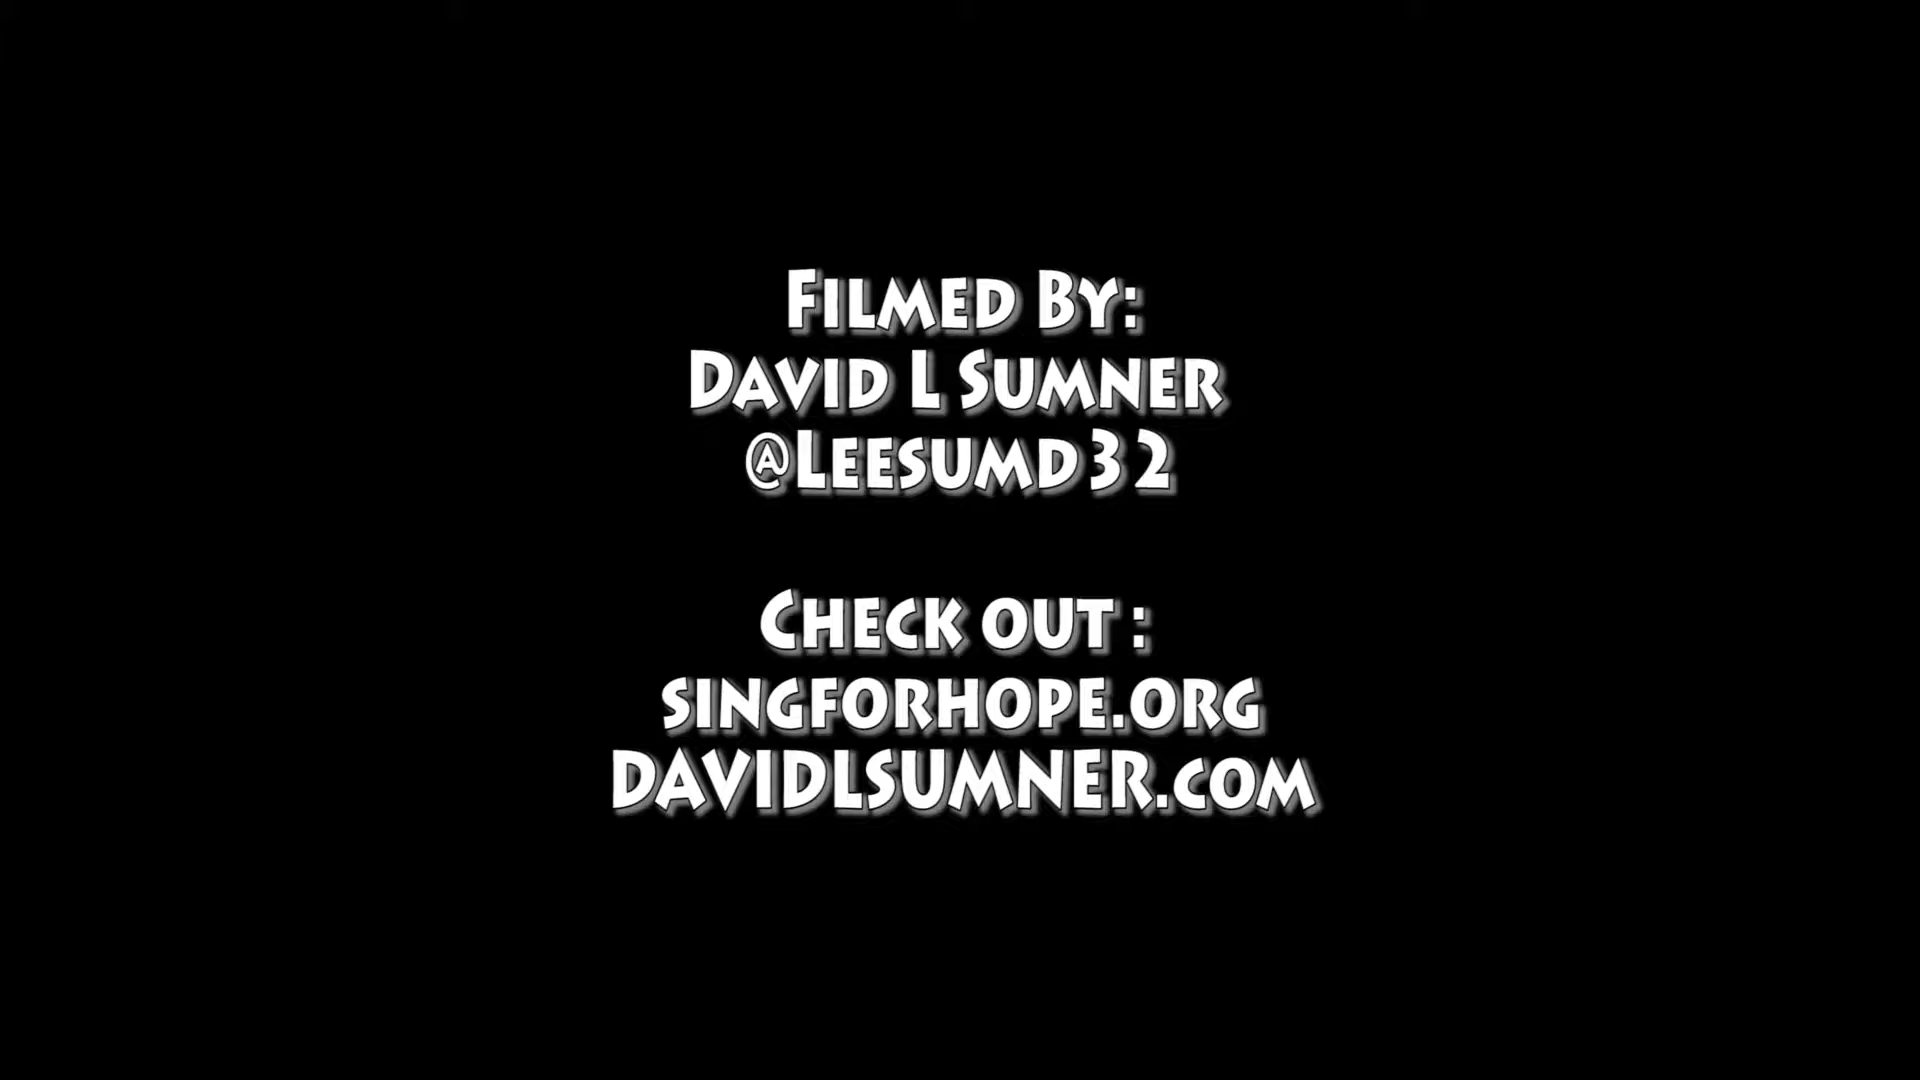 Filmed By:
David L Sumner
@Leesumd32
Check out :
singforhope.org
DAVIDLSUMNER.com